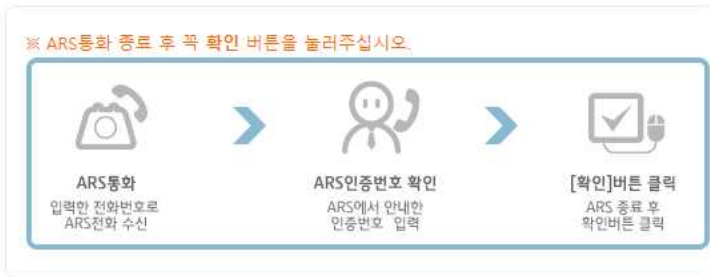 ※ ARS통화 종료 후 꼭 확인 버튼을 눌러주십시오.
ARS통화
입력한 전화번호로
ARS전화 수신
ARS인증번호 확인
ARS에서 안내한
인증번호 입력
[확인]버튼 클릭
ARS 종료 후
확인버튼 클릭